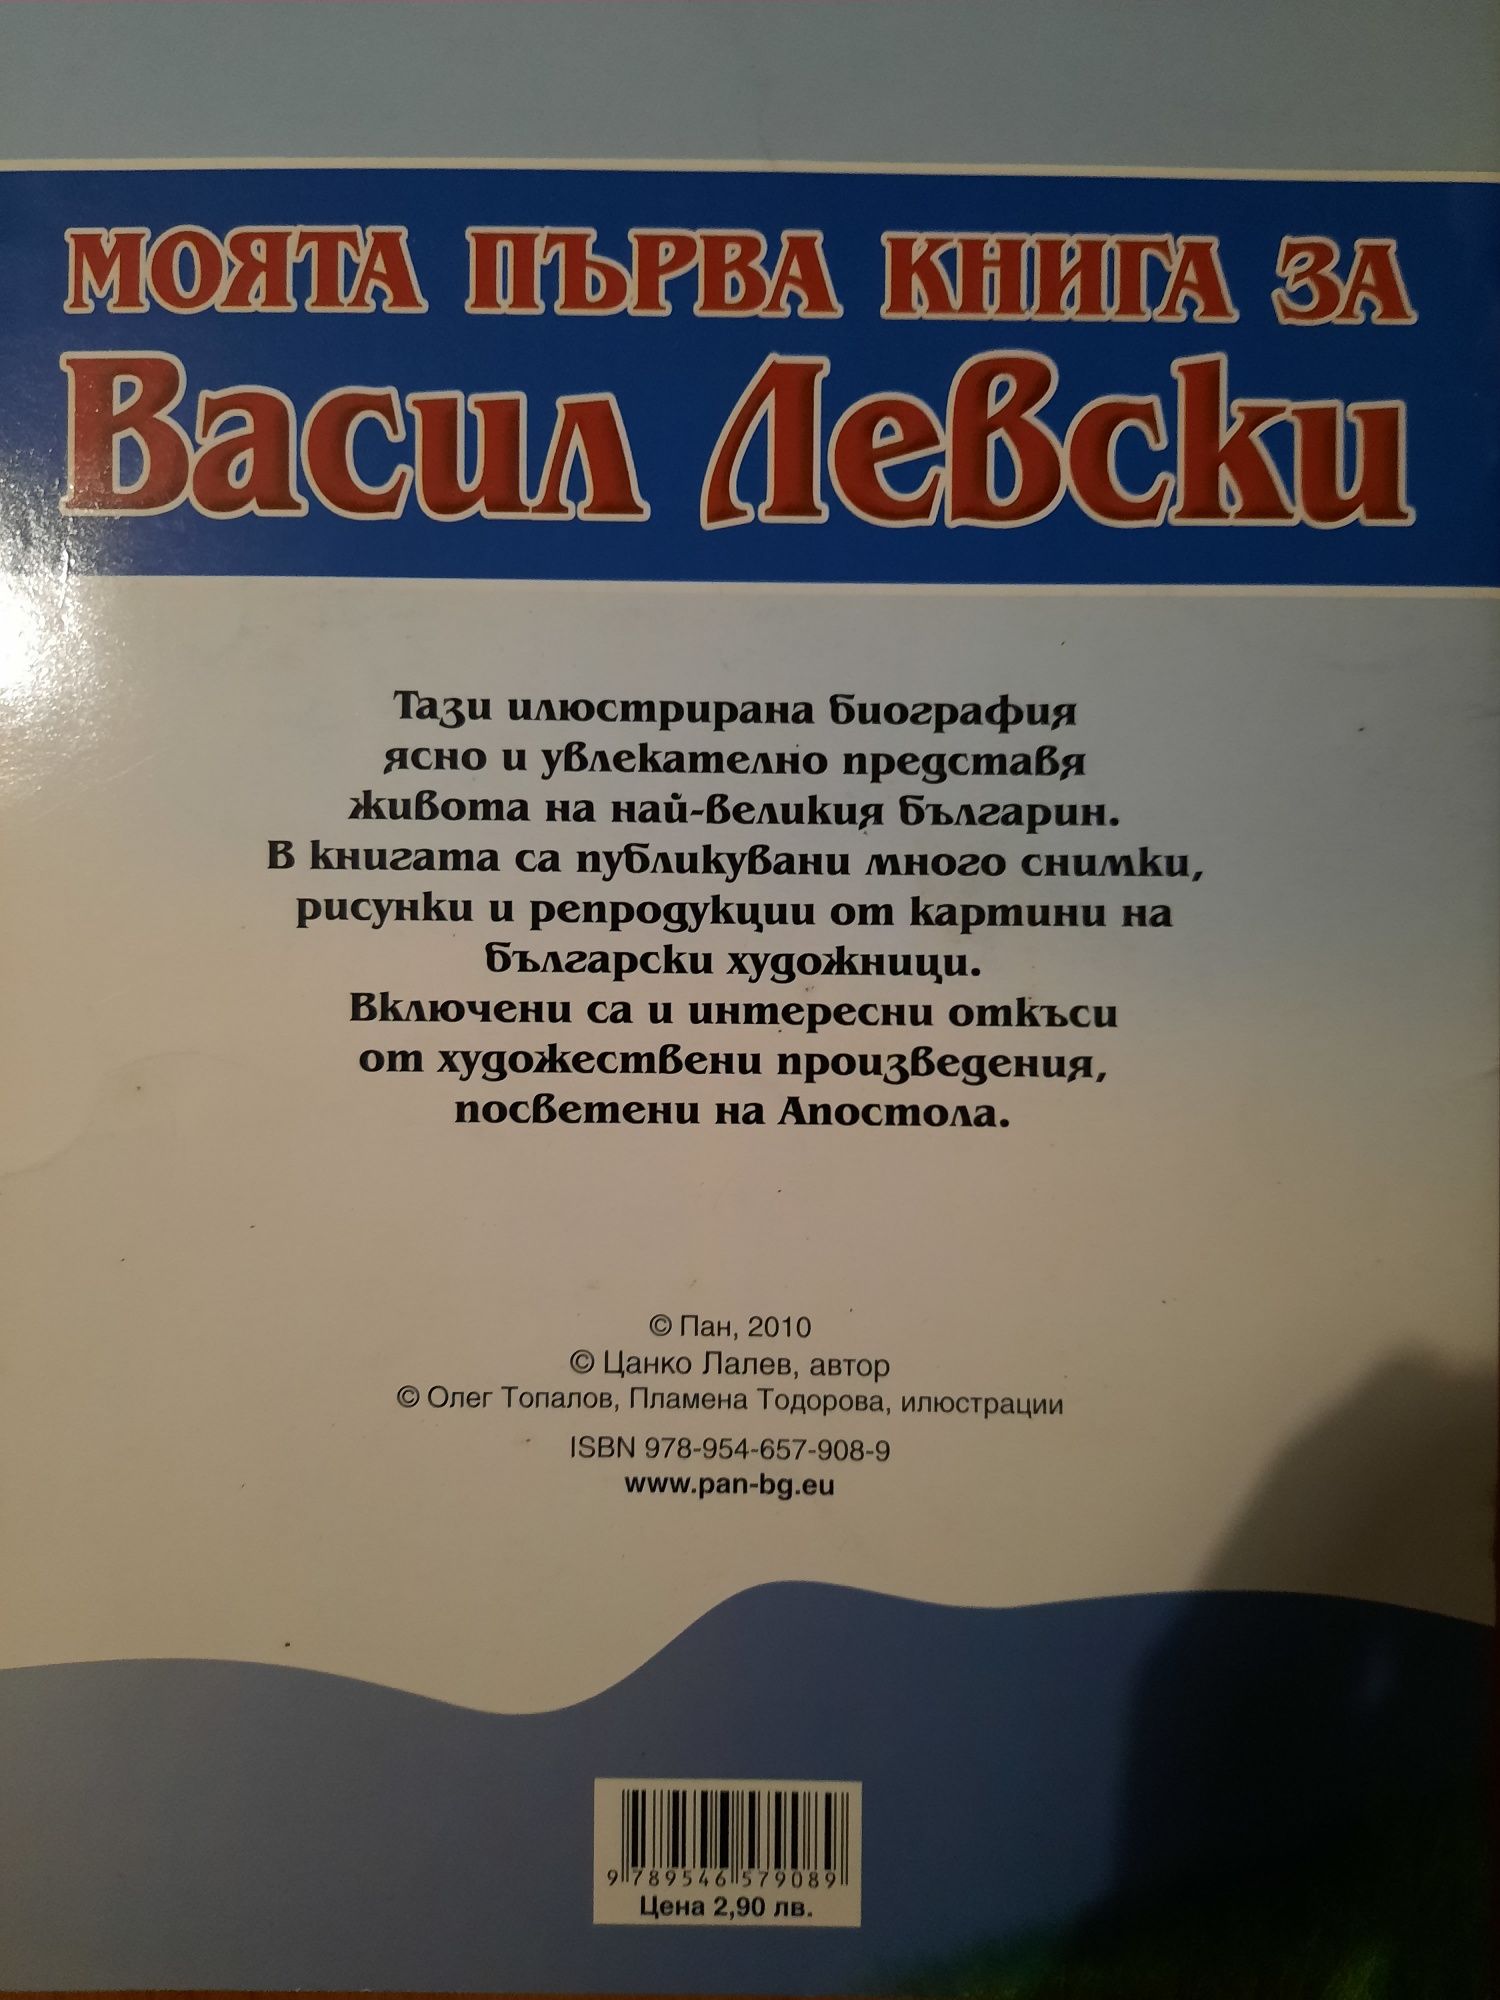 МОЯТА ПЪРВА КНИГА ЗА
Васил Левски
Тази илюстрирана биография
ясно и увлекателно представя
живота на най-великия българин.
В книгата са публикувани много снимки,
рисунки и репродукции от картини на
български художници.
Включени са и интересни откъси
от художествени произведения,
посветени на Апостола.
© Пан, 2010
© Цанко Лалев, автор
© Олег Топалов, Пламена Тодорова, илюстрации
ISBN 978-954-657-908-9
www.pan-bg.eu
9 789546 579089
Цена 2,90 лв.